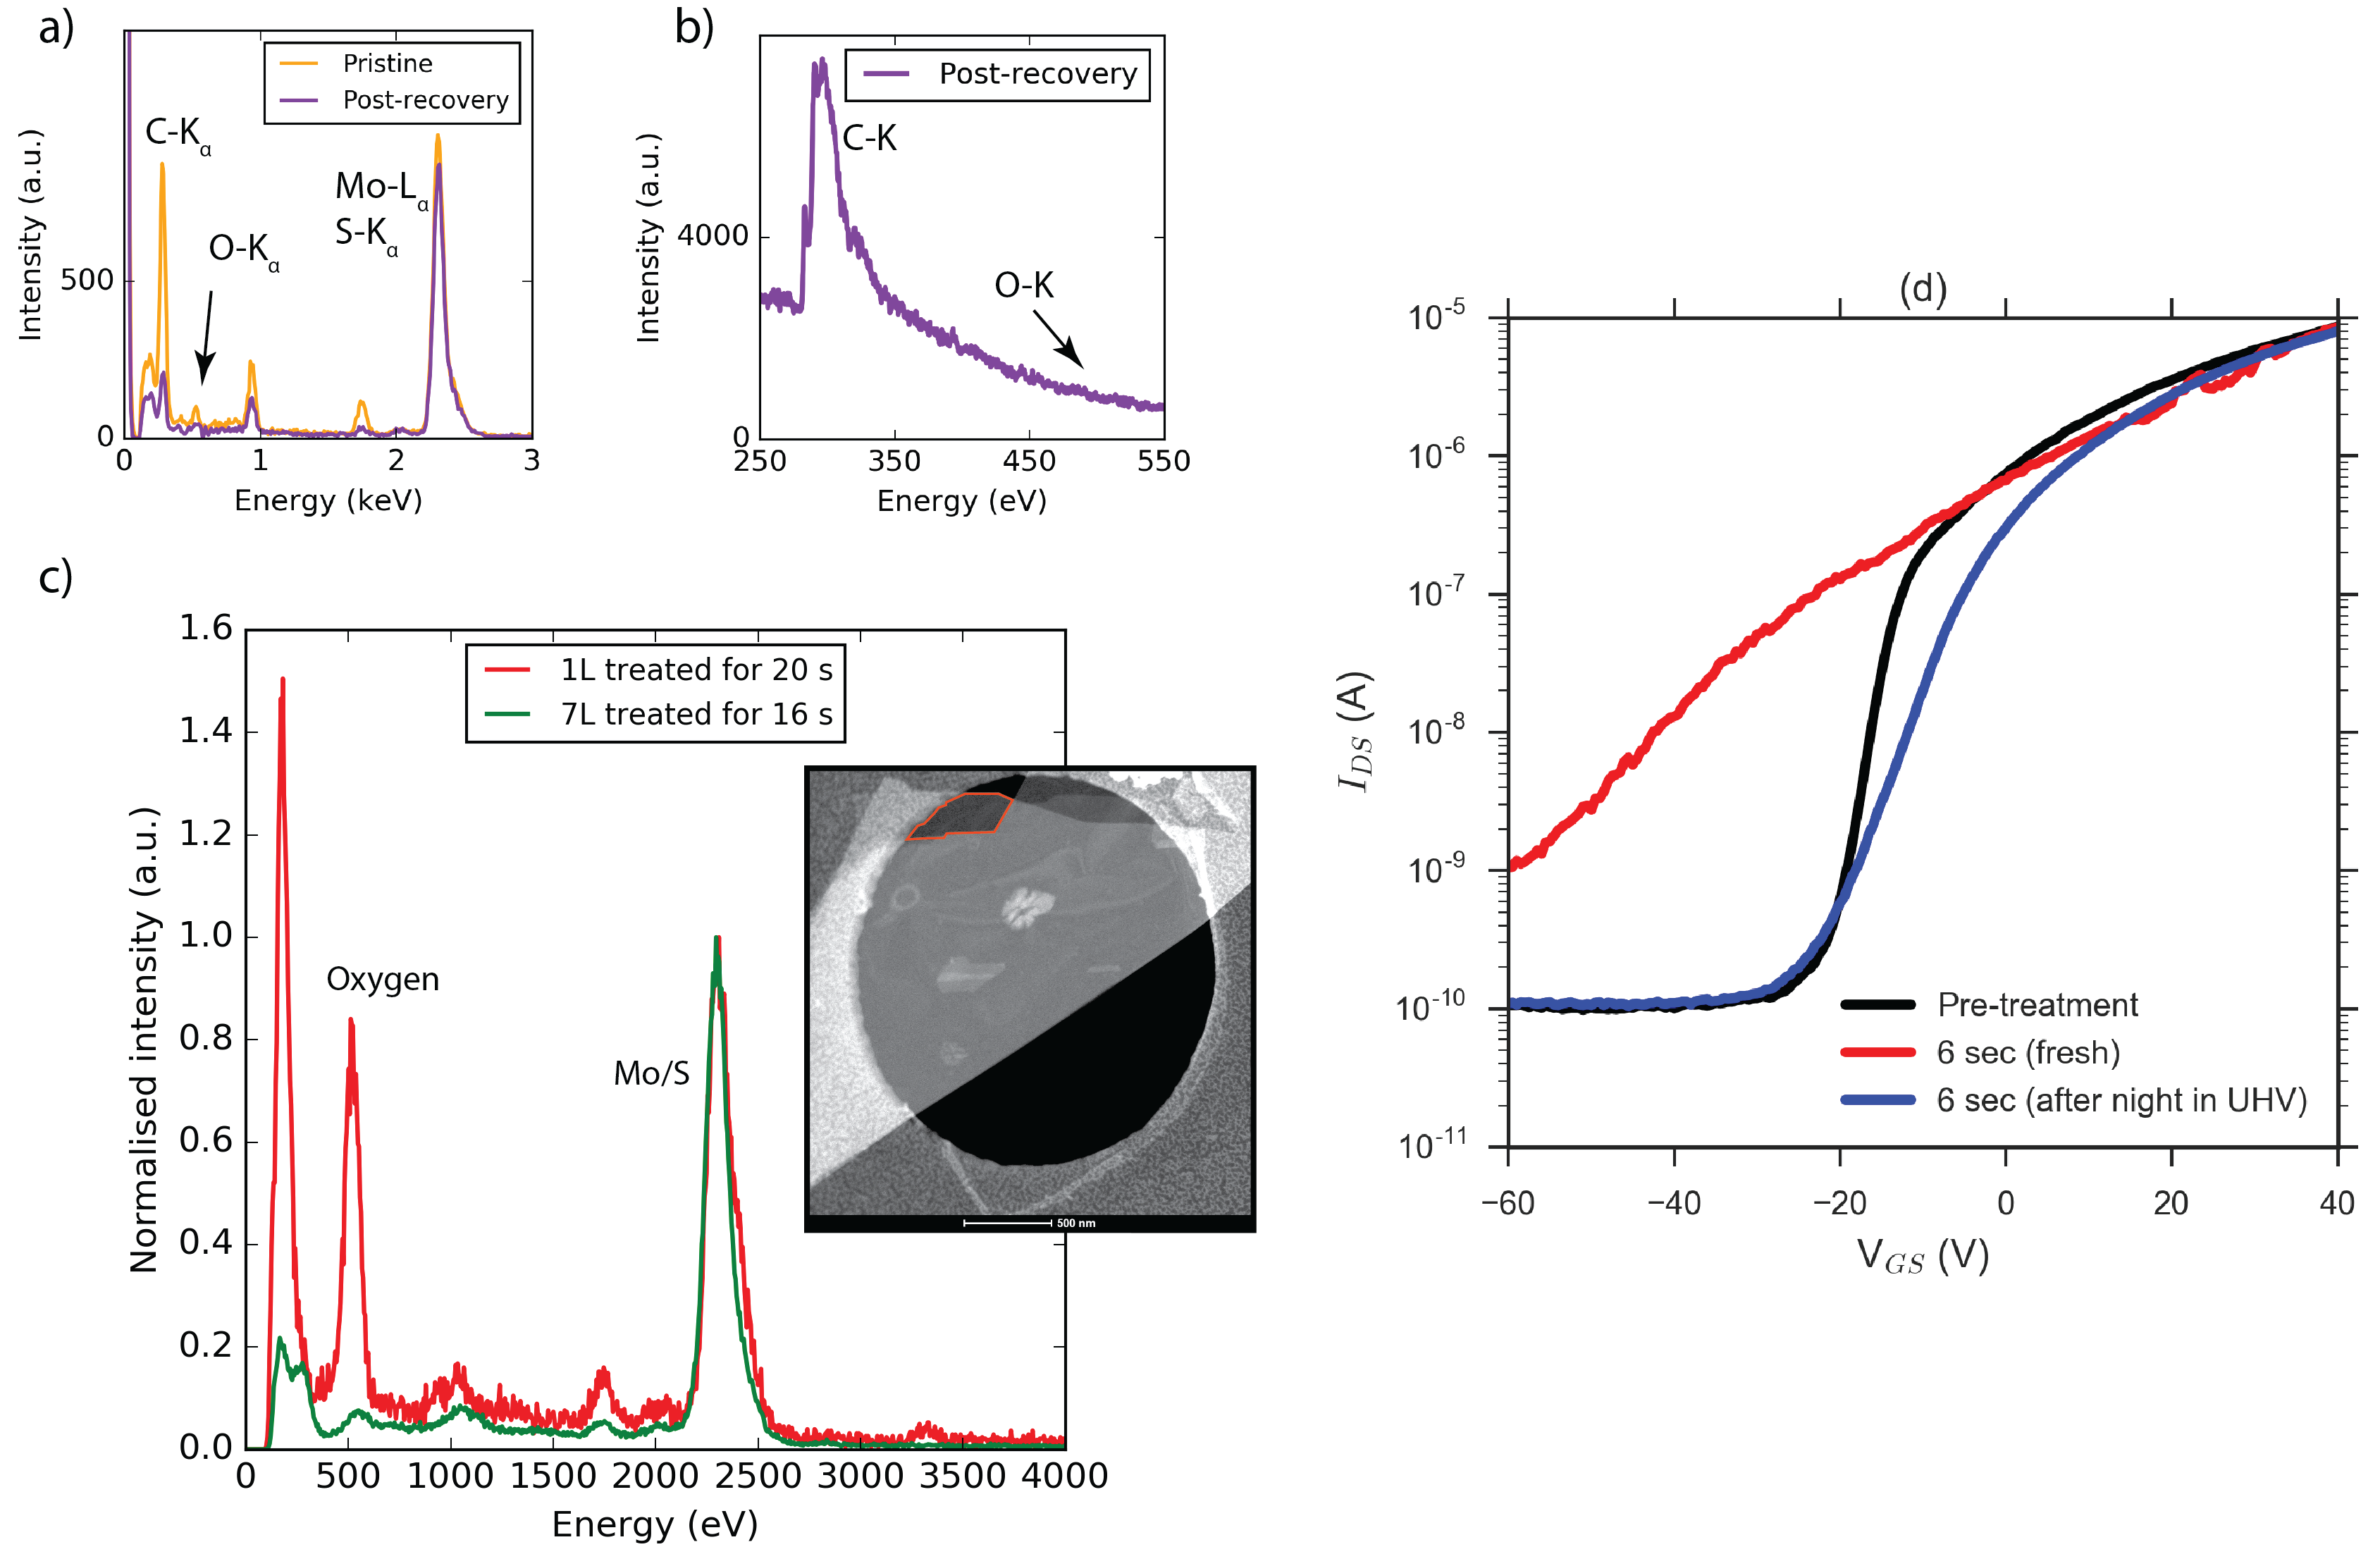 a)
Pristine
Post-recovery
C-Kα
O-Kα
Mo-Lα
S-Kα
Intensity (a.u.)
500
0
0 1 2 3
Energy (keV)
b)
Post-recovery
C-K
O-K
Intensity (a.u.)
4000
0
250 350 450 550
Energy (eV)
c)
1L treated for 20 s
7L treated for 16 s
Oxygen
Mo/S
Normalised intensity (a.u.)
1.6
1.4
1.2
1.0
0.8
0.6
0.4
0.2
0.0
0 500 1000 1500 2000 2500 3000 3500 4000
Energy (eV)
500 nm
(d)
10-5
10-6
10-7
10-8
10-9
10-10
10-11
IDS (A)
Pre-treatment
6 sec (fresh)
6 sec (after night in UHV)
−60 −40 −20 0 20 40
VGS (V)